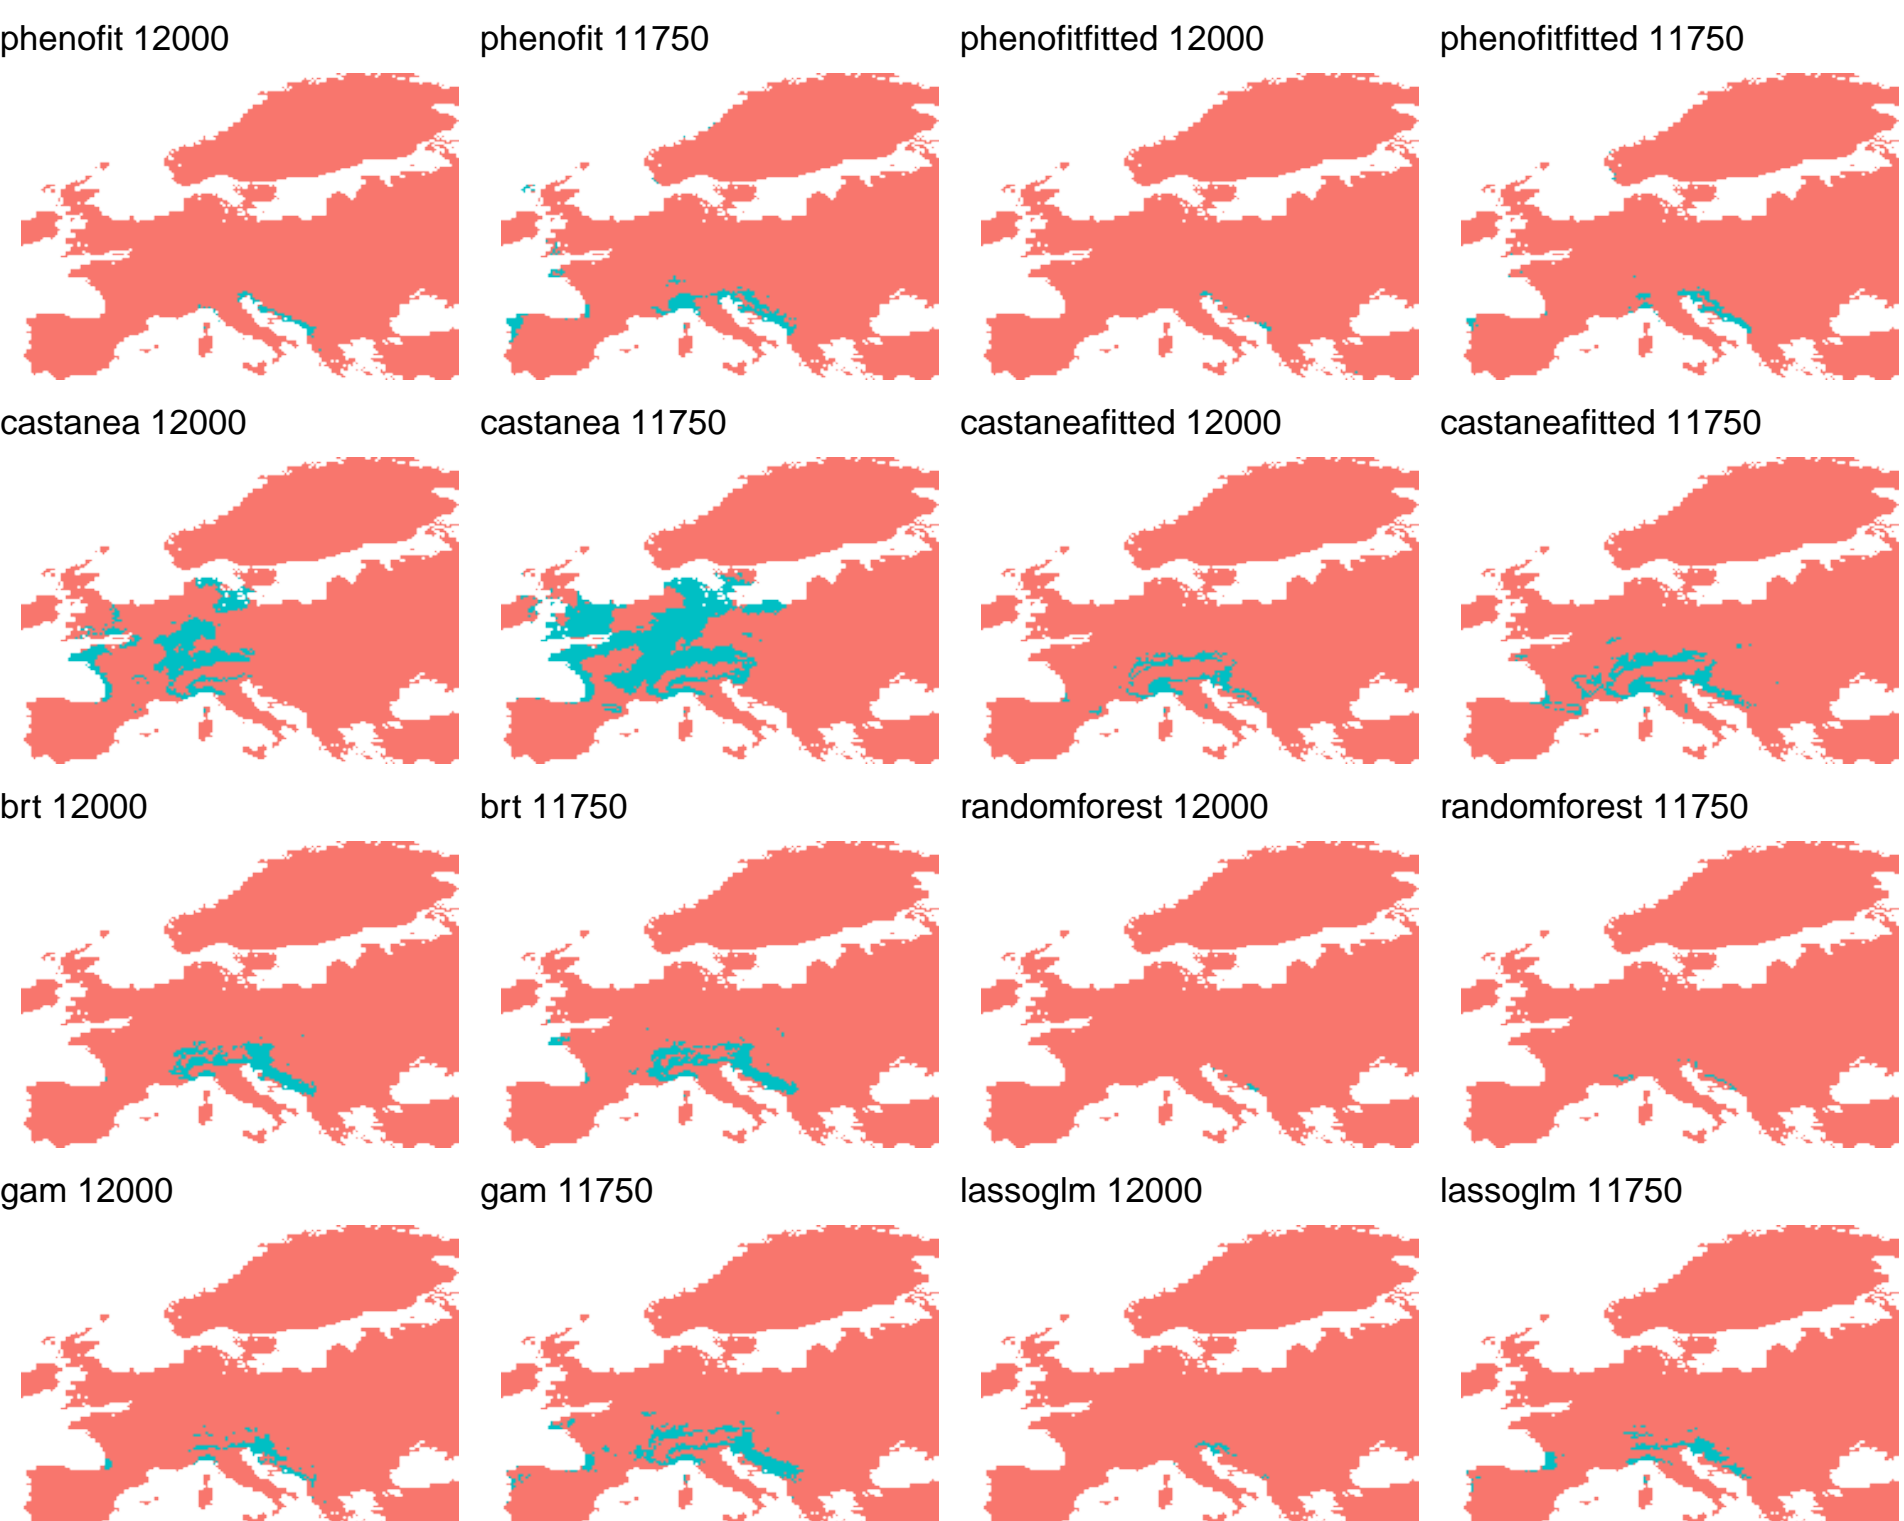 phenofit 12000
phenofit 11750
phenofitfitted 12000
phenofitfitted 11750
castanea 12000
castanea 11750
castaneafitted 12000
castaneafitted 11750
brt 12000
brt 11750
randomforest 12000
randomforest 11750
gam 12000
gam 11750
lassoglm 12000
lassoglm 11750